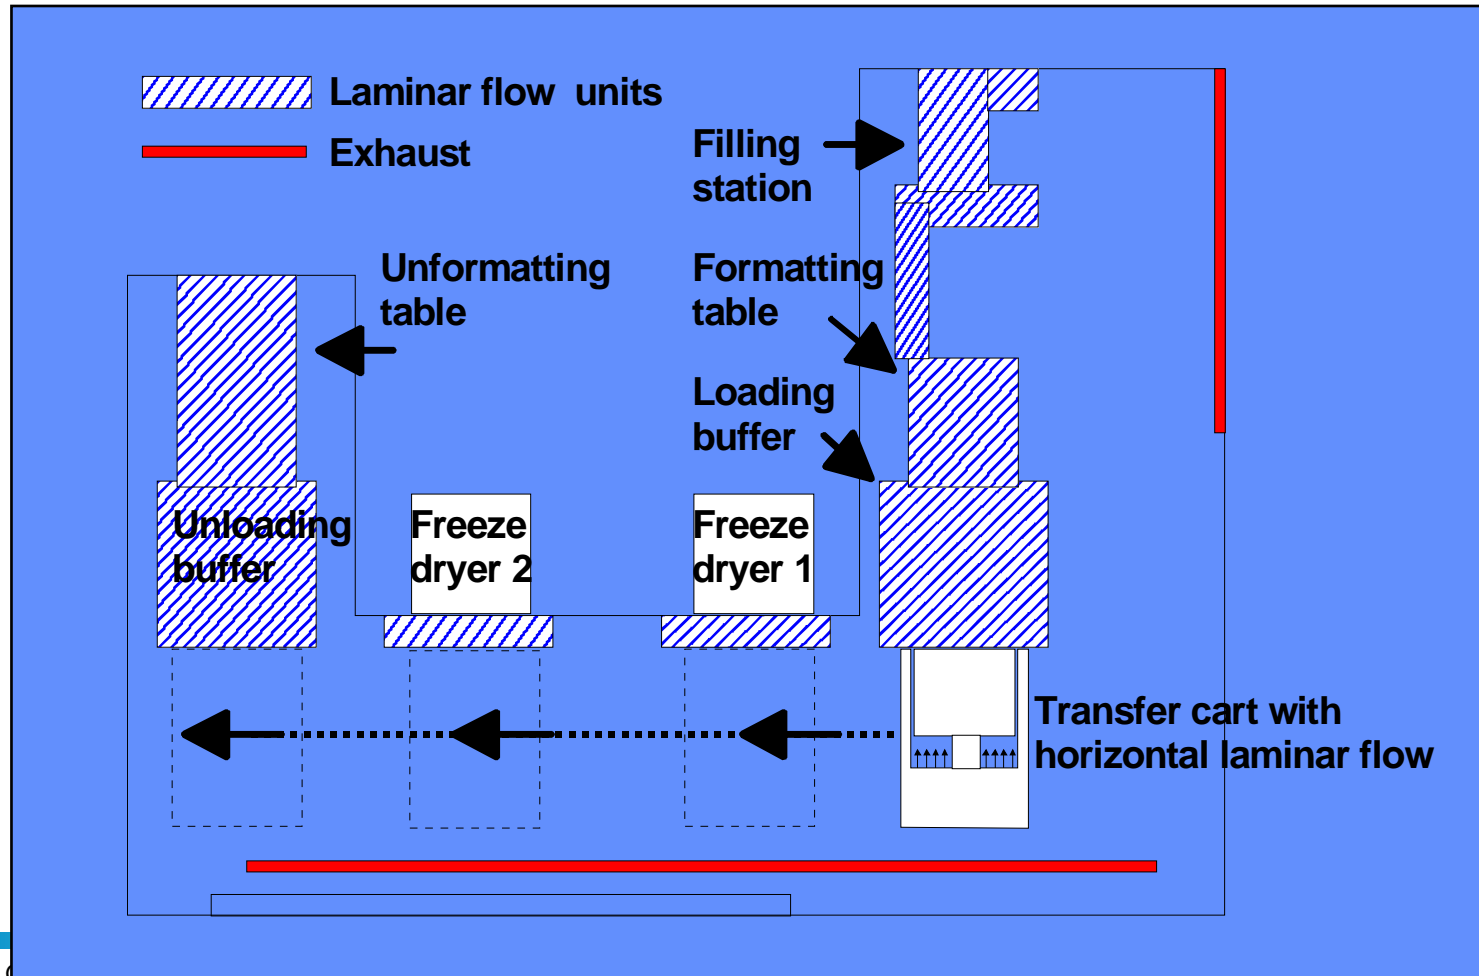 Laminar flow  units
Exhaust
Filling
station
Unformatting
table
Formatting
table
Loading
buffer
Unloading
buffer
Freeze
dryer 2
Freeze
dryer 1
Transfer cart with
horizontal laminar flow